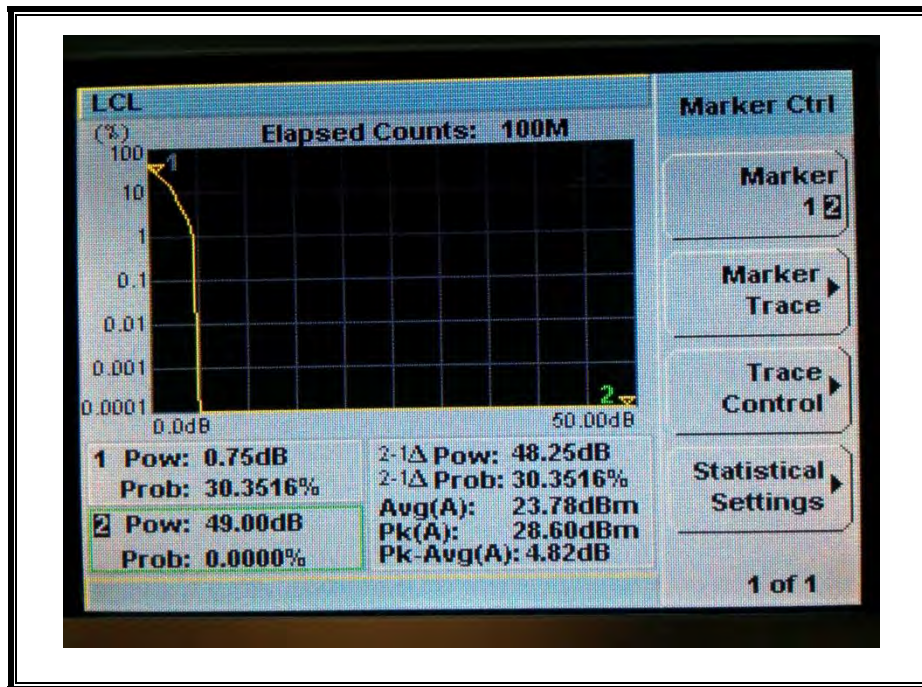 LCL
(%)
Elapsed Counts: 100M
100
10
1
0.1
0.01
0.001
0.0001
1
2
0.0dB
50.00dB
1 Pow: 0.75dB
Prob: 30.3516%
2 Pow: 49.00dB
Prob: 0.0000%
2-1Δ Pow: 48.25dB
2-1Δ Prob: 30.3516%
Avg(A): 23.78dBm
Pk(A): 28.60dBm
Pk-Avg(A): 4.82dB
Marker Ctrl
Marker
1 2
Marker
Trace
Trace
Control
Statistical
Settings
1 of 1